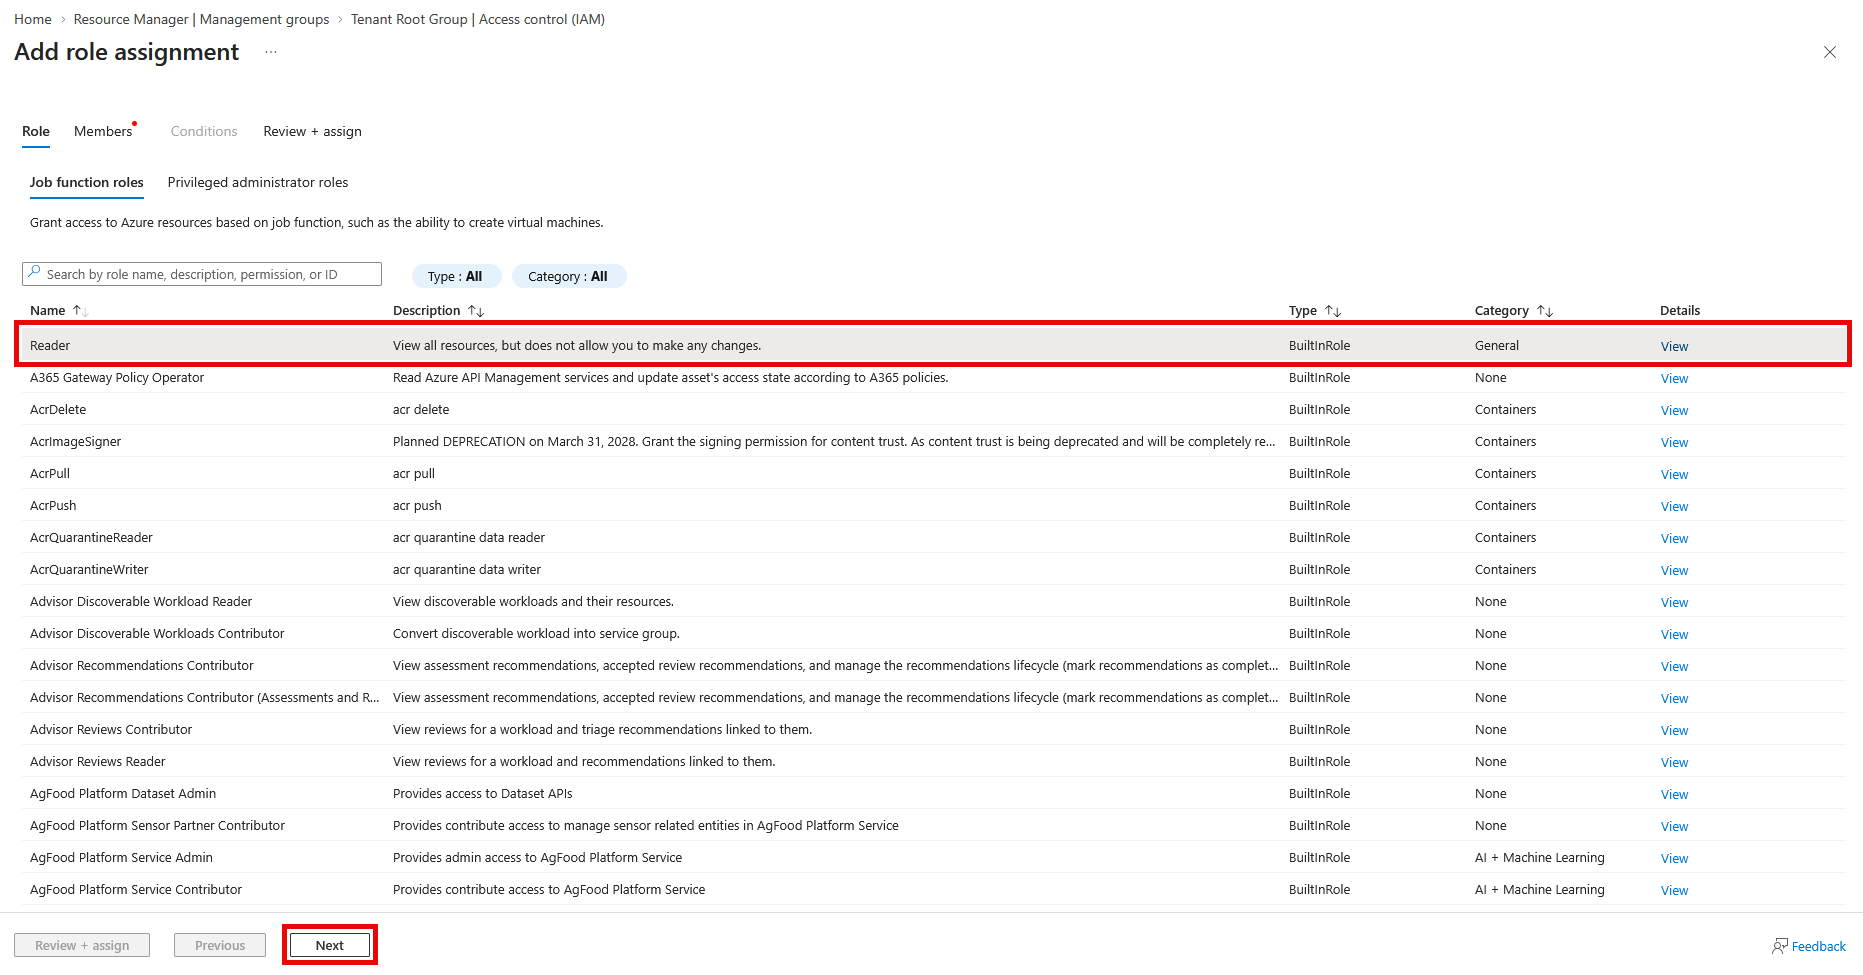 Home > Resource Manager | Management groups > Tenant Root Group | Access control (IAM)
Add role assignment ...
Role Members Conditions Review + assign
Job function roles Privileged administrator roles
Grant access to Azure resources based on job function, such as the ability to create virtual machines.
Search by role name, description, permission, or ID Type : All Category : All
Name ↑↓ Description ↑↓ Type ↑↓ Category ↑↓ Details
Reader View all resources, but does not allow you to make any changes. BuiltInRole General View
A365 Gateway Policy Operator Read Azure API Management services and update asset's access state according to A365 policies. BuiltInRole None View
AcrDelete acr delete BuiltInRole Containers View
AcrImageSigner Planned DEPRECATION on March 31, 2028. Grant the signing permission for content trust. As content trust is being deprecated and will be completely re... BuiltInRole Containers View
AcrPull acr pull BuiltInRole Containers View
AcrPush acr push BuiltInRole Containers View
AcrQuarantineReader acr quarantine data reader BuiltInRole Containers View
AcrQuarantineWriter acr quarantine data writer BuiltInRole Containers View
Advisor Discoverable Workload Reader View discoverable workloads and their resources. BuiltInRole None View
Advisor Discoverable Workloads Contributor Convert discoverable workload into service group. BuiltInRole None View
Advisor Recommendations Contributor View assessment recommendations, accepted review recommendations, and manage the recommendations lifecycle (mark recommendations as complet... BuiltInRole None View
Advisor Recommendations Contributor (Assessments and R... View assessment recommendations, accepted review recommendations, and manage the recommendations lifecycle (mark recommendations as complet... BuiltInRole None View
Advisor Reviews Contributor View reviews for a workload and triage recommendations linked to them. BuiltInRole None View
Advisor Reviews Reader View reviews for a workload and recommendations linked to them. BuiltInRole None View
AgFood Platform Dataset Admin Provides access to Dataset APIs BuiltInRole None View
AgFood Platform Sensor Partner Contributor Provides contribute access to manage sensor related entities in AgFood Platform Service BuiltInRole None View
AgFood Platform Service Admin Provides admin access to AgFood Platform Service BuiltInRole AI + Machine Learning View
AgFood Platform Service Contributor Provides contribute access to AgFood Platform Service BuiltInRole AI + Machine Learning View
Review + assign Previous Next Feedback